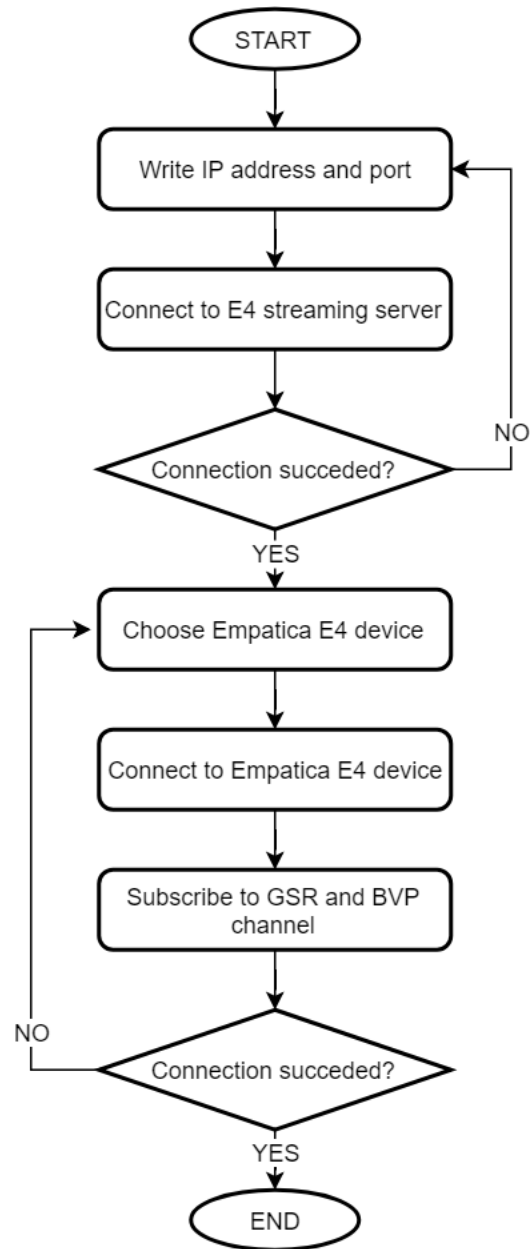 START
Write IP address and port
Connect to E4 streaming server
Connection succeded?
NO
YES
Choose Empatica E4 device
Connect to Empatica E4 device
Subscribe to GSR and BVP
channel
Connection succeded?
NO
YES
END